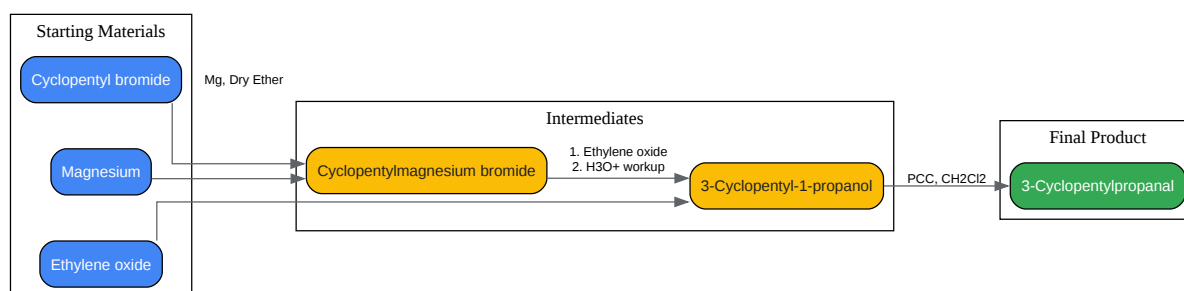 Starting Materials
Cyclopentyl bromide
Mg, Dry Ether
Magnesium
Ethylene oxide
Intermediates
Cyclopentylmagnesium bromide
1. Ethylene oxide
2. H3O+ workup
3-Cyclopentyl-1-propanol
PCC, CH2Cl2
Final Product
3-Cyclopentylpropanal